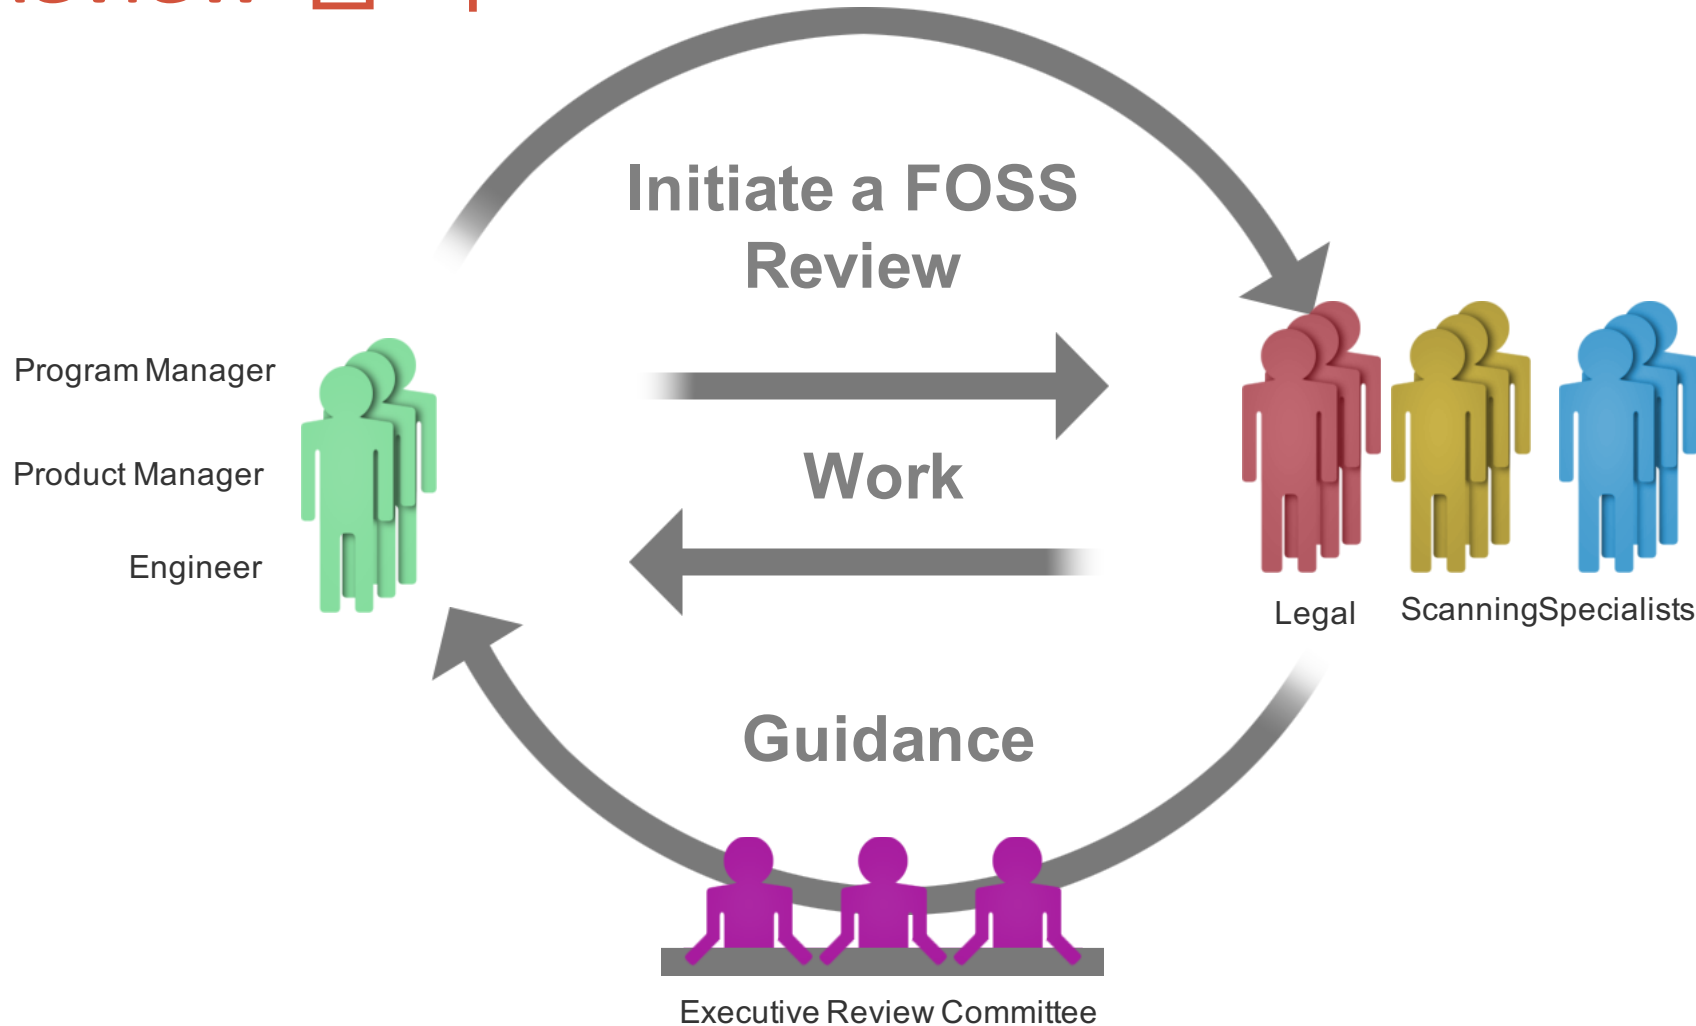 Initiate a FOSS
Review
Program Manager
Work
Product Manager
Engineer
Legal
Scanning
Specialists
Guidance
Executive Review Committee